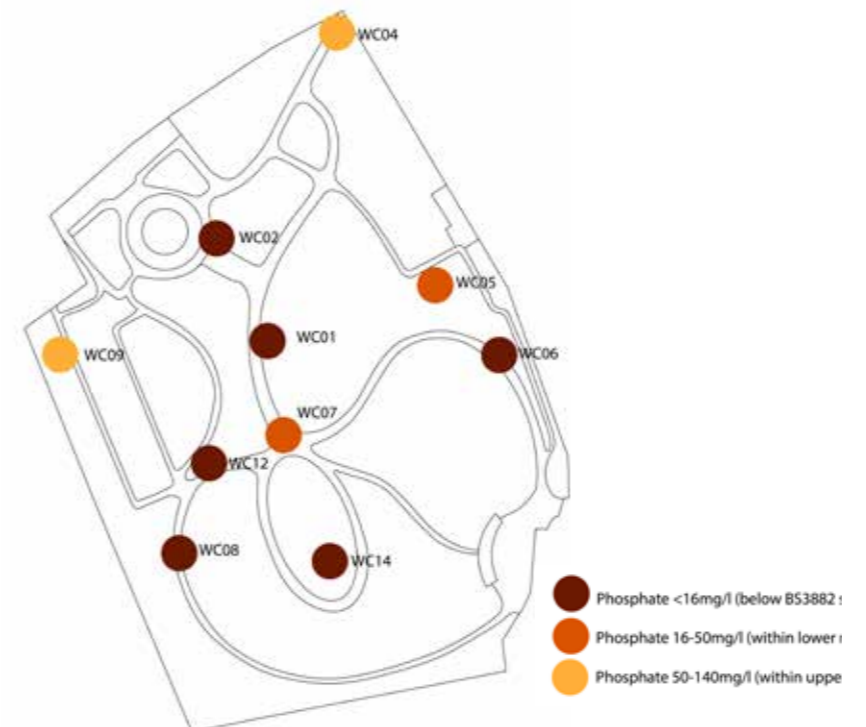 WC04
WC02
WC05
WC01
WC06
WC09
WC07
WC12
WC08
WC14
Phosphate <16mg/l (below BS3882
Phosphate 16-50mg/l (within lower
Phosphate 50-140mg/l (within uppe